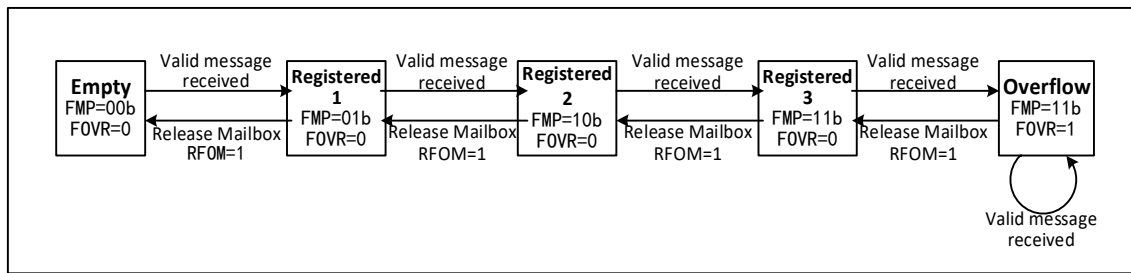 Empty
FMP=00b
FOVR=0
Valid message
received
Release Mailbox
RFOM=1
Registered
1
FMP=01b
FOVR=0
Valid message
received
Release Mailbox
RFOM=1
Registered
2
FMP=10b
FOVR=0
Valid message
received
Release Mailbox
RFOM=1
Registered
3
FMP=11b
FOVR=0
Valid message
received
Release Mailbox
RFOM=1
Overflow
FMP=11b
FOVR=1
Valid message
received